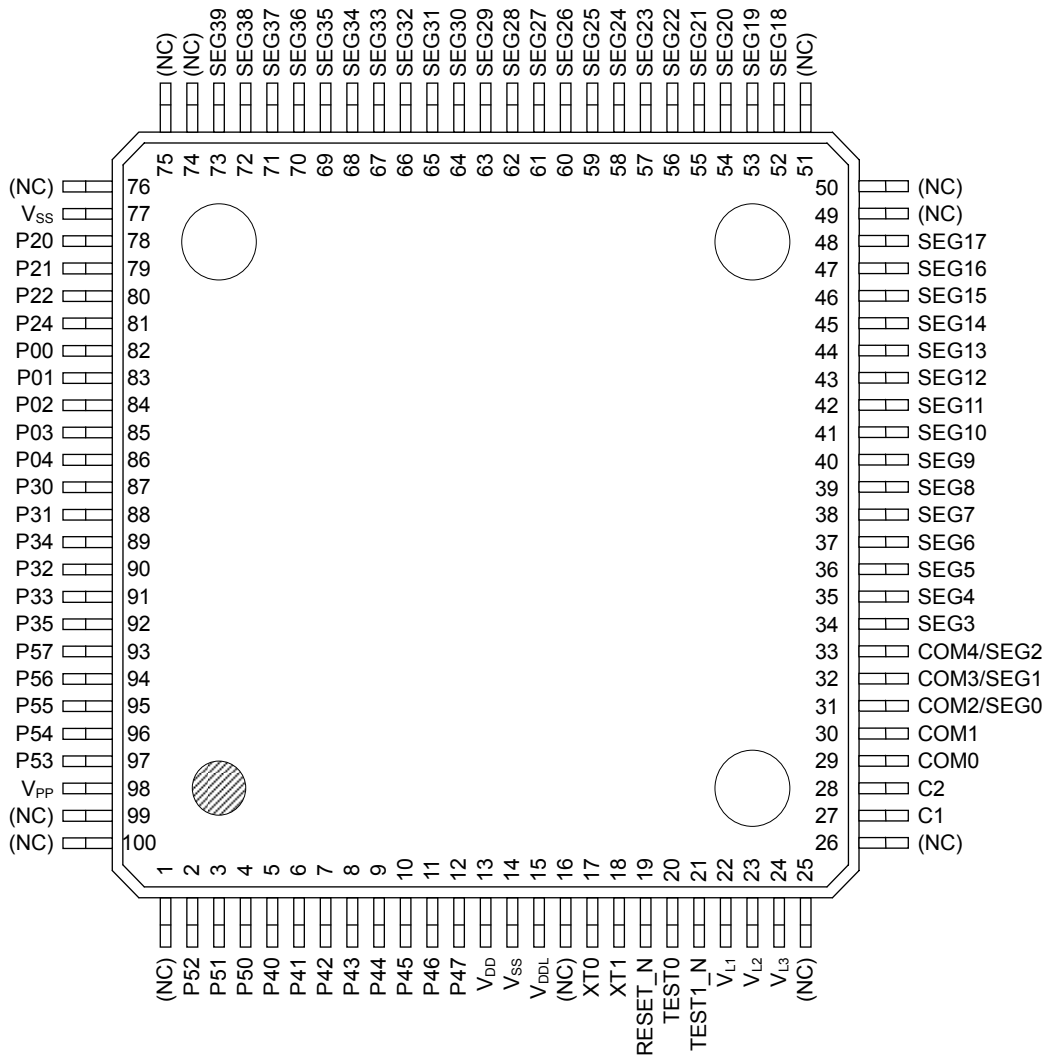 (NC)
(NC)
SEG39
SEG38
SEG37
SEG36
SEG35
SEG34
SEG33
SEG32
SEG31
SEG30
SEG29
SEG28
SEG27
SEG26
SEG25
SEG24
SEG23
SEG22
SEG21
SEG20
SEG19
SEG18
(NC)
75
74
73
72
71
70
69
68
67
66
65
64
63
62
61
60
59
58
57
56
55
54
53
52
51
(NC) 76
VSS 77
P20 78
P21 79
P22 80
P24 81
P00 82
P01 83
P02 84
P03 85
P04 86
P30 87
P31 88
P34 89
P32 90
P33 91
P35 92
P57 93
P56 94
P55 95
P54 96
P53 97
VPP 98
(NC) 99
(NC) 100
50 (NC)
49 (NC)
48 SEG17
47 SEG16
46 SEG15
45 SEG14
44 SEG13
43 SEG12
42 SEG11
41 SEG10
40 SEG9
39 SEG8
38 SEG7
37 SEG6
36 SEG5
35 SEG4
34 SEG3
33 COM4/SEG2
32 COM3/SEG1
31 COM2/SEG0
30 COM1
29 COM0
28 C2
27 C1
26 (NC)
1
2
3
4
5
6
7
8
9
10
11
12
13
14
15
16
17
18
19
20
21
22
23
24
25
(NC)
P52
P51
P50
P40
P41
P42
P43
P44
P45
P46
P47
VDD
VSS
VDDL
(NC)
XT0
XT1
RESET_N
TEST0
TEST1_N
VL1
VL2
VL3
(NC)